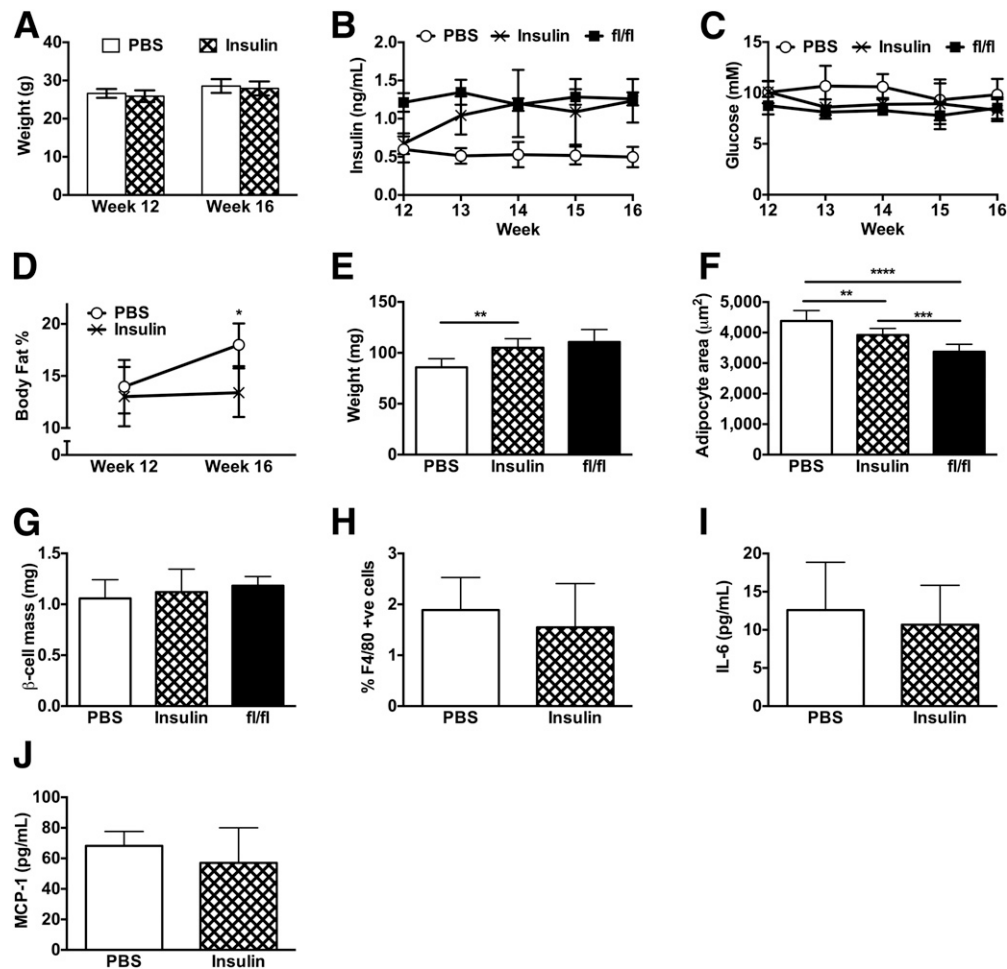 A
PBS
Insulin
Weight (g)
40
30
20
10
0
Week 12
Week 16
B
PBS
Insulin
fl/fl
Insulin (ng/mL)
2.0
1.5
1.0
0.5
0.0
12
13
14
15
16
Week
C
PBS
Insulin
fl/fl
Glucose (mM)
15
10
5
0
12
13
14
15
16
Week
D
PBS
Insulin
*
Body Fat %
20
15
10
0
Week 12
Week 16
E
**
Weight (mg)
150
100
50
0
PBS
Insulin
fl/fl
F
****
**
***
Adipocyte area (µm²)
5,000
4,000
3,000
2,000
1,000
0
PBS
Insulin
fl/fl
G
β-cell mass (mg)
1.5
1.0
0.5
0.0
PBS
Insulin
fl/fl
H
% F4/80 +ve cells
3
2
1
0
PBS
Insulin
I
IL-6 (pg/mL)
20
15
10
5
0
PBS
Insulin
J
MCP-1 (pg/mL)
100
80
60
40
20
0
PBS
Insulin